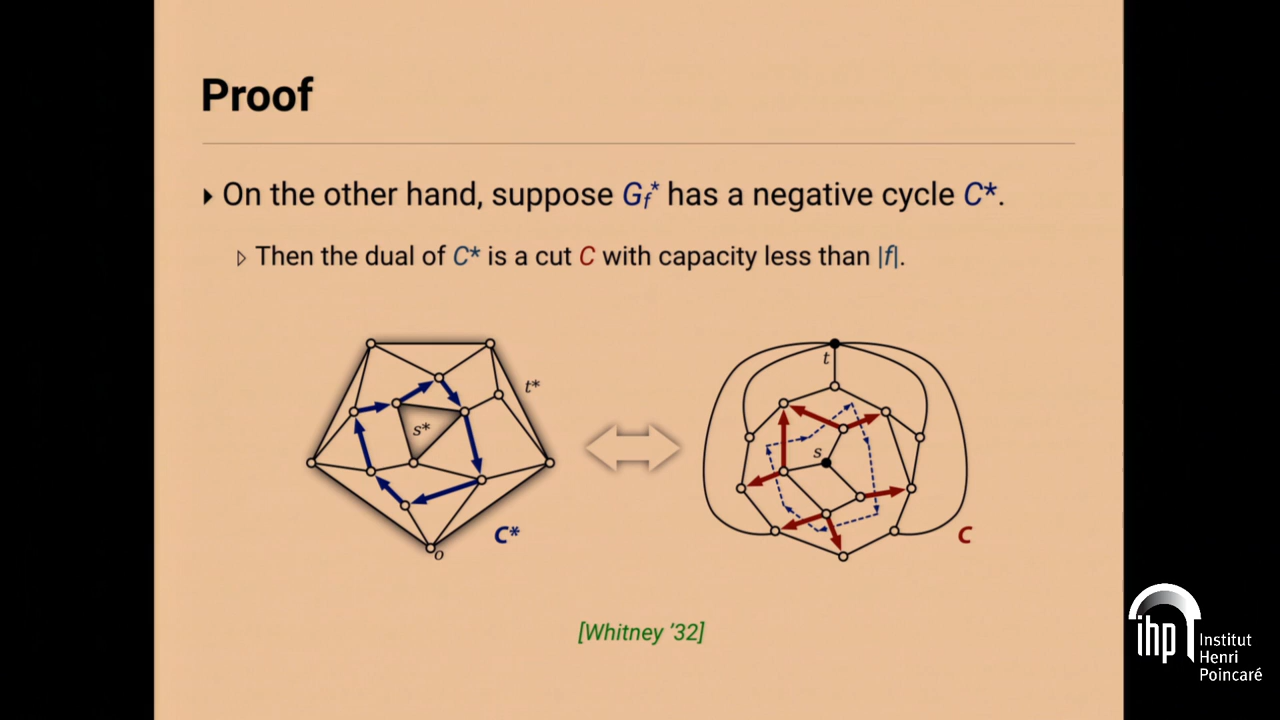 Proof
On the other hand, suppose G_f* has a negative cycle C*.
Then the dual of C* is a cut C with capacity less than |f|.
t*
t
s*
s
C*
C
o
[Whitney '32]
ihp
Institut
Henri
Poincaré